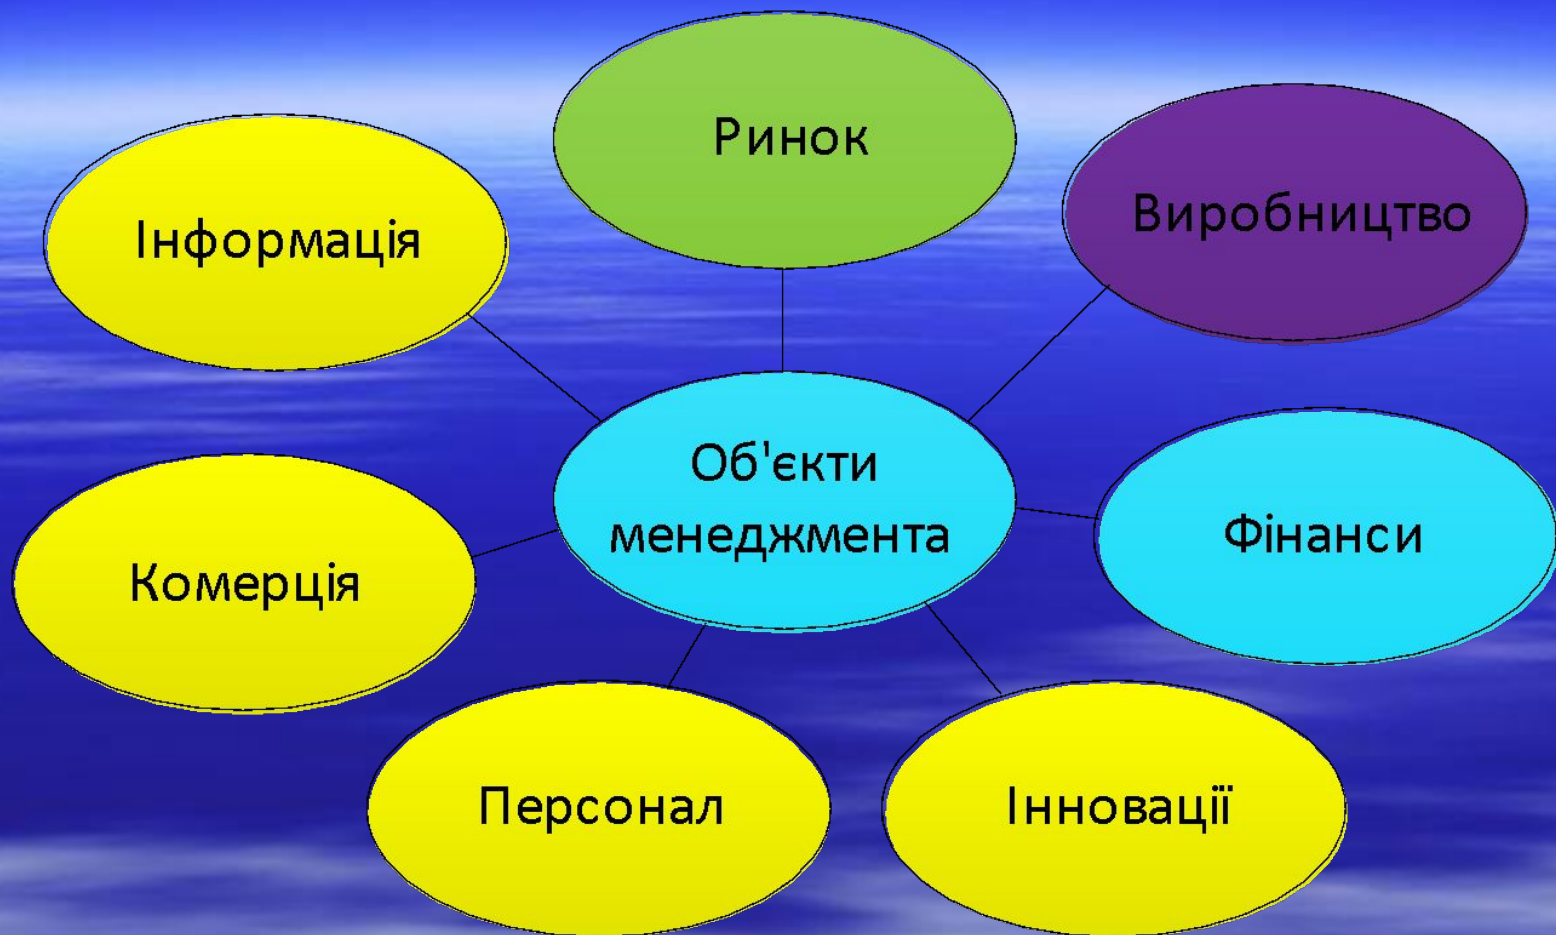 Ринок
Виробництво
Інформація
Об'єкти
менеджмента
Фінанси
Комерція
Персонал
Інновації